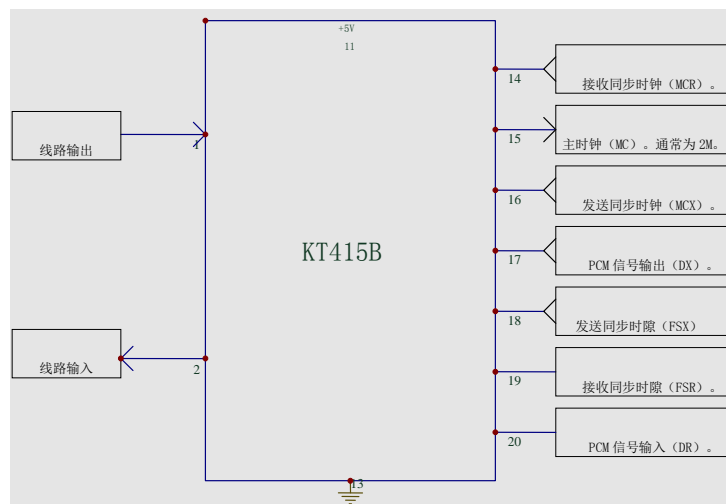 +5V
11
14
接收同步时钟（MCR）。
线路输出
1
15
主时钟（MC）。通常为2M。
16
发送同步时钟（MCX）。
KT415B
17
PCM信号输出（DX）。
18
发送同步时隙（FSX）
线路输入
2
19
接收同步时隙（FSR）。
20
PCM信号输入（DR）。
13